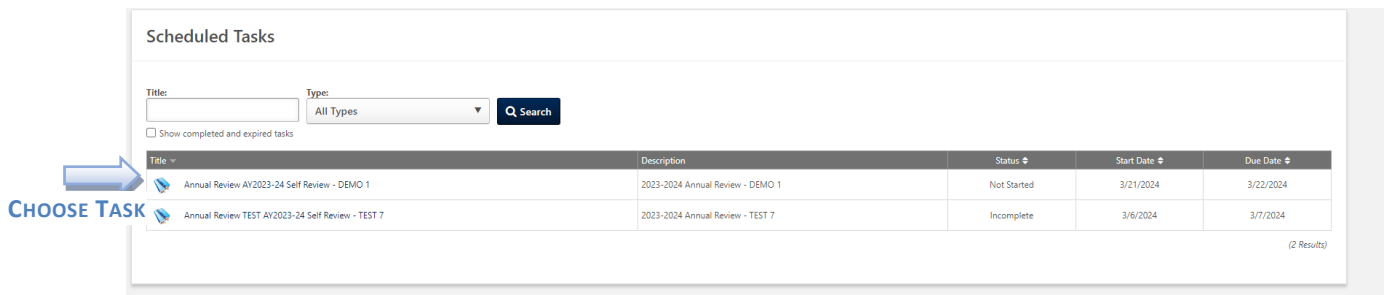 Scheduled Tasks
Title: Type:
All Types Search
Show completed and expired tasks
Title Description Status Start Date Due Date
Annual Review AY2023-24 Self Review - DEMO 1 2023-2024 Annual Review - DEMO 1 Not Started 3/21/2024 3/22/2024
CHOOSE TASK
Annual Review TEST AY2023-24 Self Review - TEST 7 2023-2024 Annual Review - TEST 7 Incomplete 3/6/2024 3/7/2024
(2 Results)